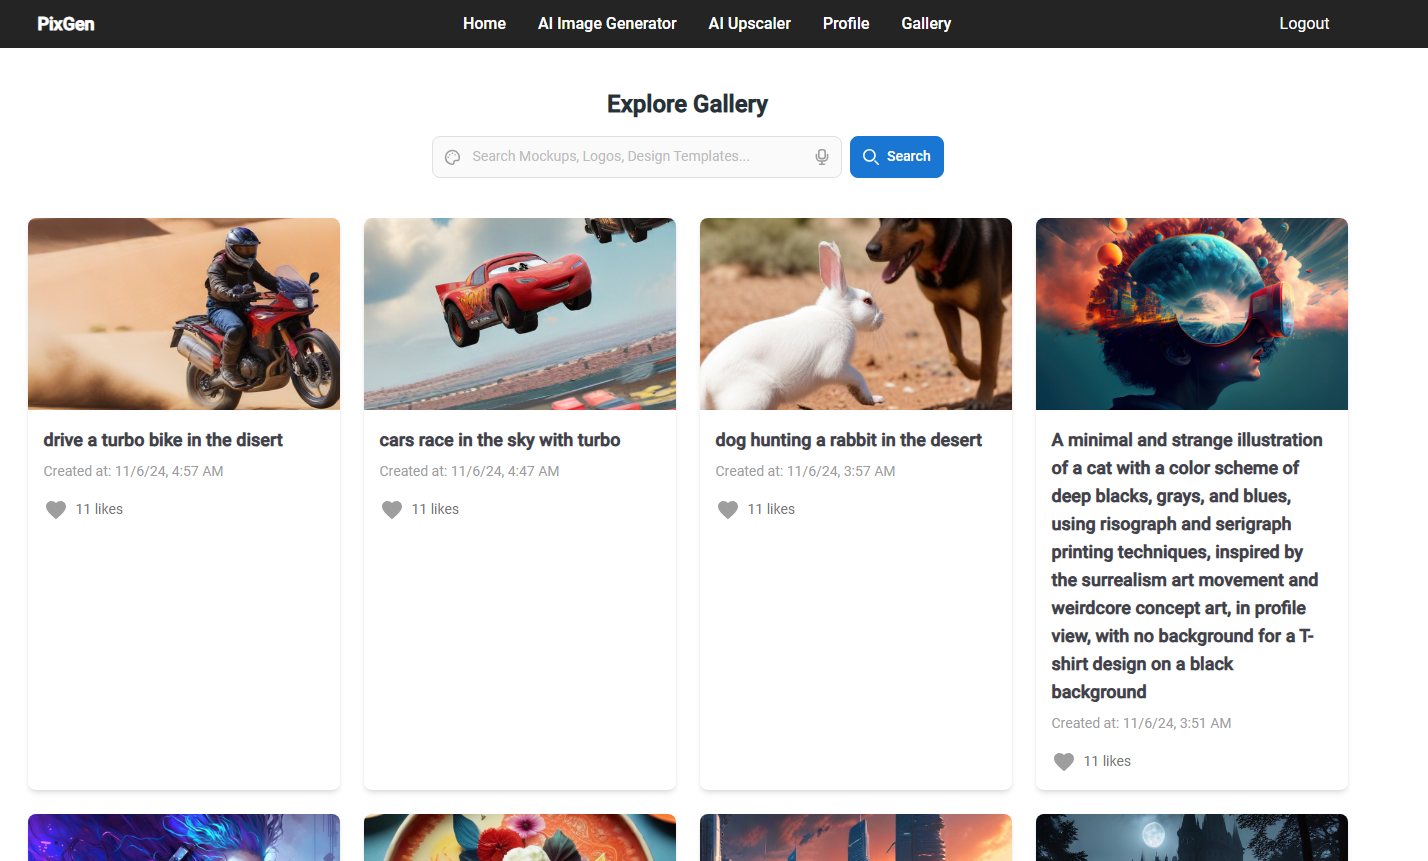 PixGen
Home AI Image Generator AI Upscaler Profile Gallery
Logout
Explore Gallery
Search Mockups, Logos, Design Templates...
Search
drive a turbo bike in the disert
Created at: 11/6/24, 4:57 AM
11 likes
cars race in the sky with turbo
Created at: 11/6/24, 4:47 AM
11 likes
dog hunting a rabbit in the desert
Created at: 11/6/24, 3:57 AM
11 likes
A minimal and strange illustration
of a cat with a color scheme of
deep blacks, grays, and blues,
using risograph and serigraph
printing techniques, inspired by
the surrealism art movement and
weirdcore concept art, in profile
view, with no background for a T-
shirt design on a black
background
Created at: 11/6/24, 3:51 AM
11 likes